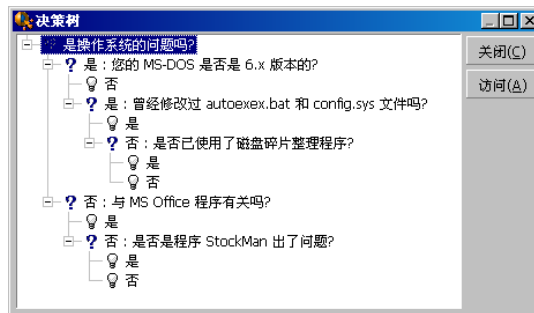 决策树
是操作系统的问题吗?
是：您的 MS-DOS 是否是 6.x 版本的?
否
是：曾经修改过 autoexex.bat 和 config.sys 文件吗?
是
否：是否已使用了磁盘碎片整理程序?
是
否
否：与 MS Office 程序有关吗?
是
否：是否是程序 StockMan 出了问题?
是
否
关闭(C)
访问(A)